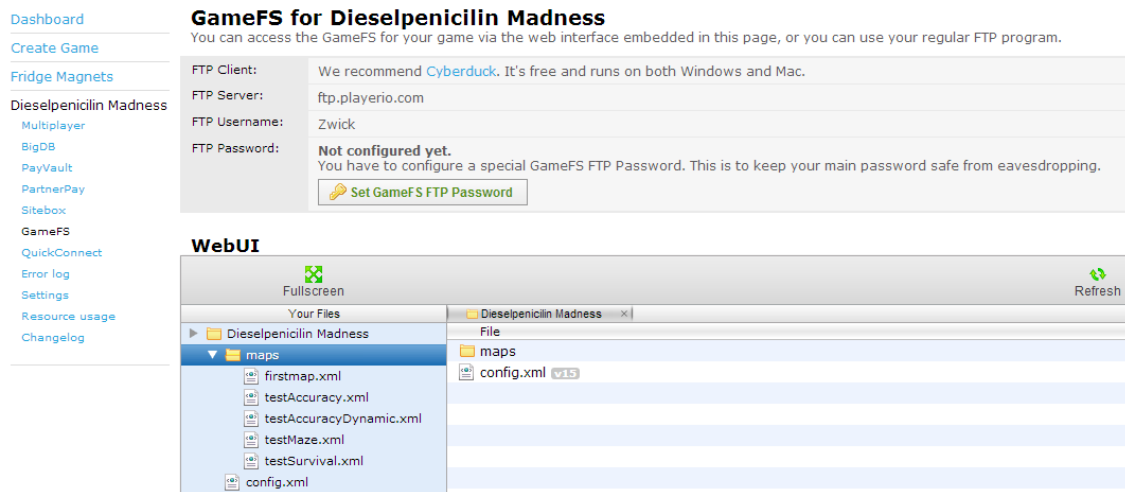 Dashboard
Create Game
Fridge Magnets
Dieselpenicilin Madness
Multiplayer
BigDB
PayVault
PartnerPay
Sitebox
GameFS
QuickConnect
Error log
Settings
Resource usage
Changelog
GameFS for Dieselpenicilin Madness
You can access the GameFS for your game via the web interface embedded in this page, or you can use your regular FTP program.
FTP Client: We recommend Cyberduck. It's free and runs on both Windows and Mac.
FTP Server: ftp.playerio.com
FTP Username: Zwick
FTP Password: Not configured yet.
You have to configure a special GameFS FTP Password. This is to keep your main password safe from eavesdropping.
Set GameFS FTP Password
WebUI
Fullscreen
Refresh
Your Files
Dieselpenicilin Madness
maps
firstmap.xml
testAccuracy.xml
testAccuracyDynamic.xml
testMaze.xml
testSurvival.xml
config.xml
Dieselpenicilin Madness
File
maps
config.xml v15